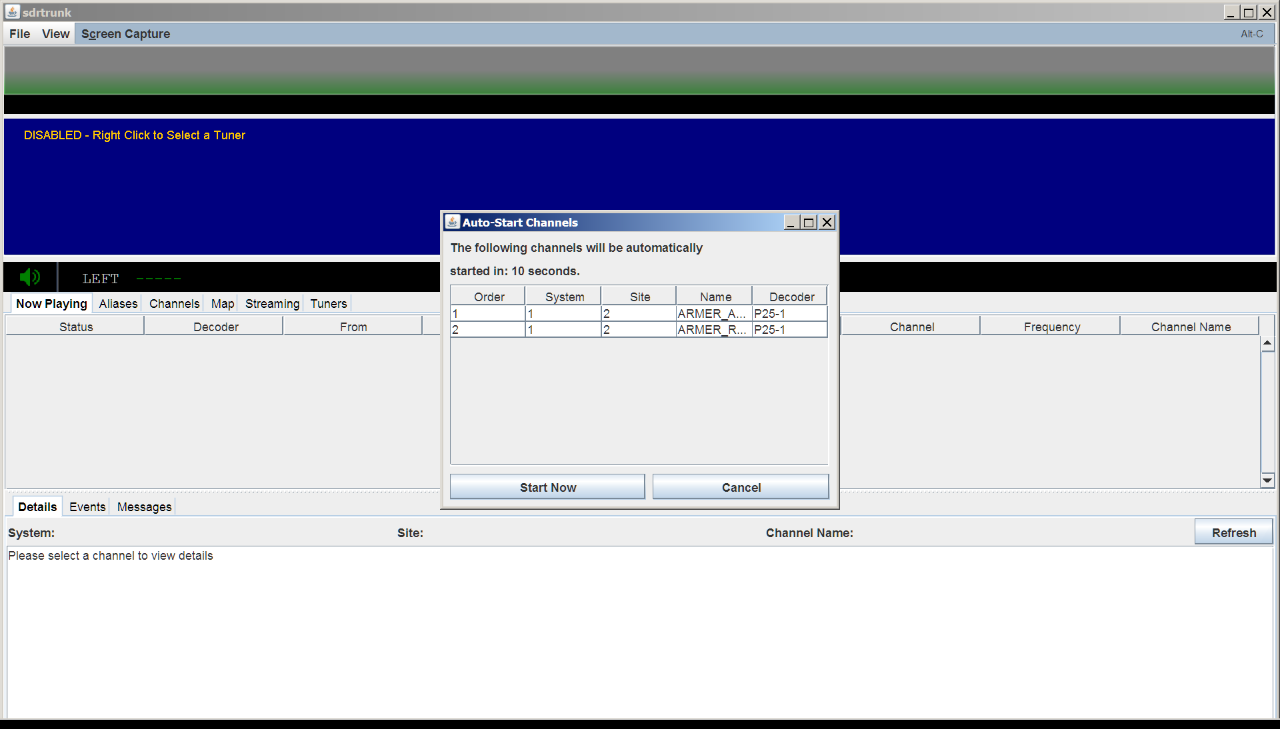 sdrtrunk
File View Screen Capture Alt-C
DISABLED - Right Click to Select a Tuner
Auto-Start Channels
The following channels will be automatically
started in: 10 seconds.
Order System Site Name Decoder
1 1 2 ARMER_A... P25-1
2 1 2 ARMER_R... P25-1
Start Now Cancel
LEFT -----
Now Playing Aliases Channels Map Streaming Tuners
Status Decoder From Channel Frequency Channel Name
Details Events Messages
System: Site: Channel Name: Refresh
Please select a channel to view details